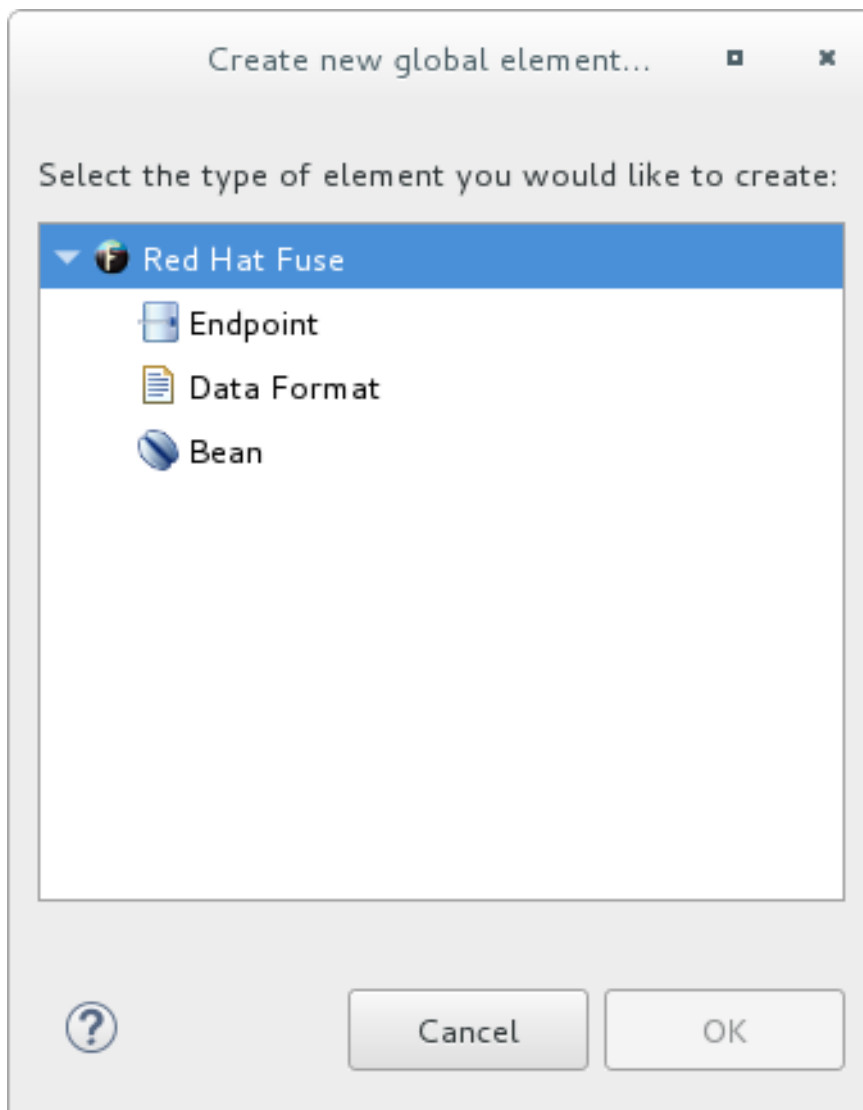 Create new global element...
Select the type of element you would like to create:
Red Hat Fuse
Endpoint
Data Format
Bean
? Cancel OK